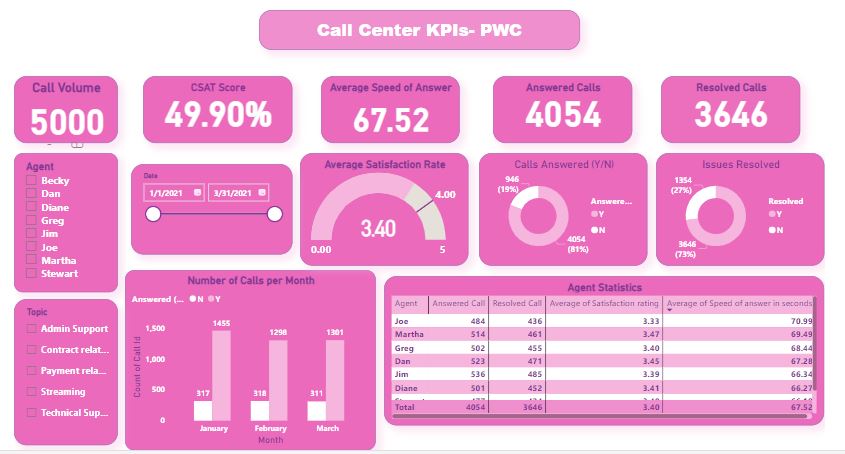 Call Center KPIs- PWC
Call Volume
5000
CSAT Score
49.90%
Average Speed of Answer
67.52
Answered Calls
4054
Resolved Calls
3646
Agent
Becky
Dan
Diane
Greg
Jim
Joe
Martha
Stewart
Date
1/1/2021
3/31/2021
Average Satisfaction Rate
4.00
3.40
0.00
5
Calls Answered (Y/N)
946
(19%)
4054
(81%)
Answere...
Y
N
Issues Resolved
1354
(27%)
3646
(73%)
Resolved
Y
N
Topic
Admin Support
Contract relat...
Payment rela...
Streaming
Technical Sup...
Number of Calls per Month
Answered (... N Y
Count of Call Id
1,500
1,000
500
0
317
1455
318
1298
311
1301
January
February
March
Month
Agent Statistics
Agent Answered Call Resolved Call Average of Satisfaction rating Average of Speed of answer in seconds
Joe 484 436 3.33 70.99
Martha 514 461 3.47 69.49
Greg 502 455 3.40 68.44
Dan 523 471 3.45 67.28
Jim 536 485 3.39 66.34
Diane 501 452 3.41 66.27
Total 4054 3646 3.40 67.52